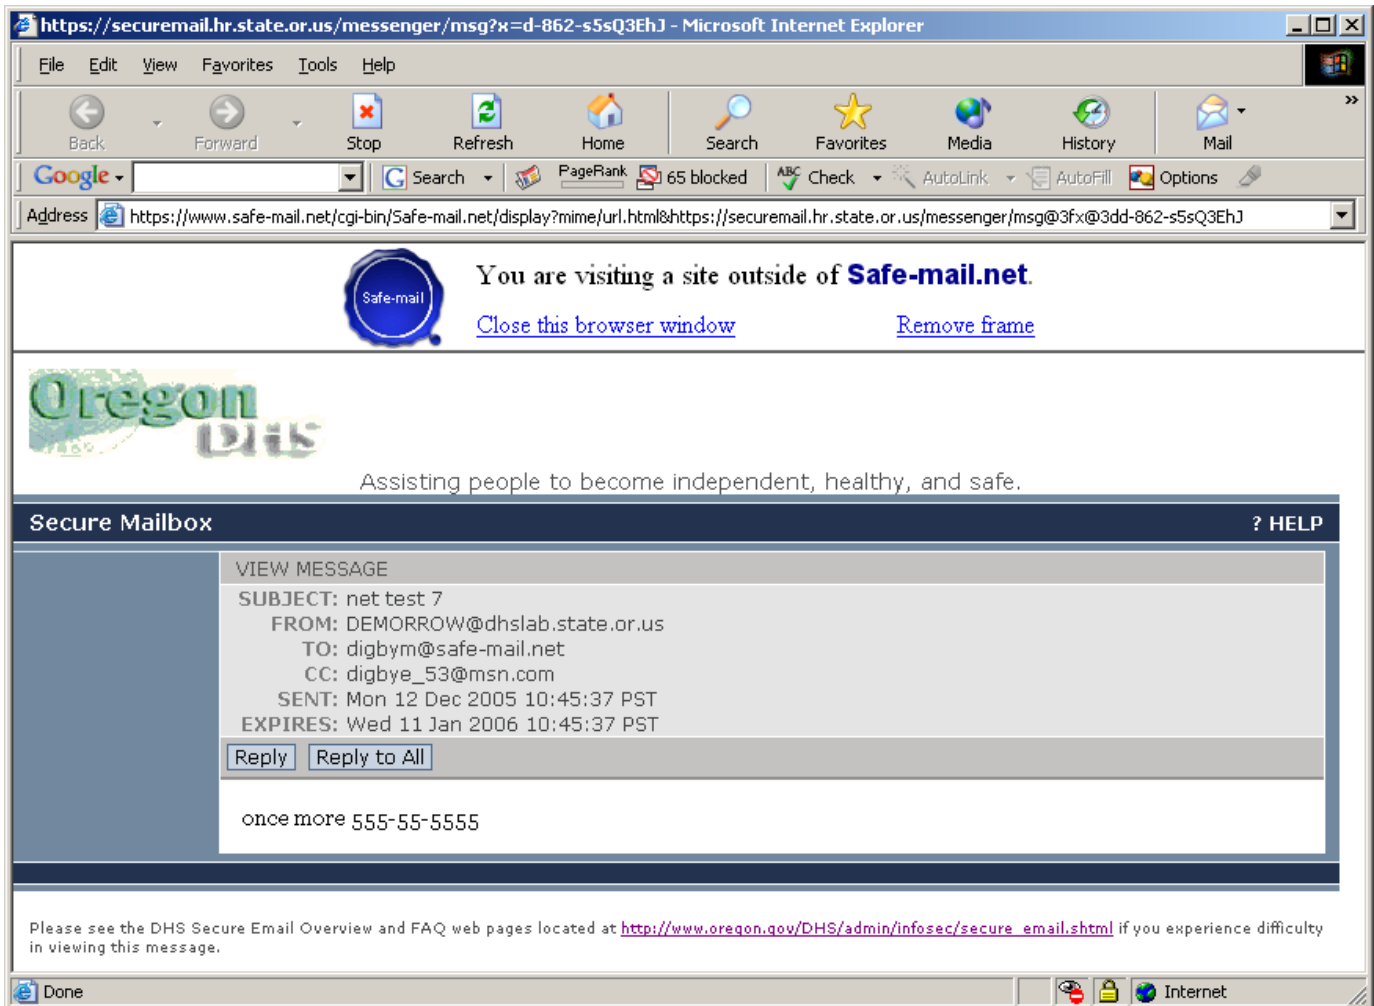 https://securemail.hr.state.or.us/messenger/msg?x=d-862-s5sQ3EhJ - Microsoft Internet Explorer
File Edit View Favorites Tools Help
Back Forward Stop Refresh Home Search Favorites Media History Mail »
Google Search PageRank 65 blocked ABC Check AutoLink AutoFill Options
Address https://www.safe-mail.net/cgi-bin/Safe-mail.net/display?mime/url.html&https://securemail.hr.state.or.us/messenger/msg@3fx@3dd-862-s5sQ3EhJ
Safe-mail
You are visiting a site outside of Safe-mail.net.
Close this browser window Remove frame
Oregon
DHS
Assisting people to become independent, healthy, and safe.
Secure Mailbox ? HELP
VIEW MESSAGE
SUBJECT: net test 7
FROM: DEMORROW@dhslab.state.or.us
TO: digbym@safe-mail.net
CC: digbye_53@msn.com
SENT: Mon 12 Dec 2005 10:45:37 PST
EXPIRES: Wed 11 Jan 2006 10:45:37 PST
Reply Reply to All
once more 555-55-5555
Please see the DHS Secure Email Overview and FAQ web pages located at http://www.oregon.gov/DHS/admin/infosec/secure_email.shtml if you experience difficulty
in viewing this message.
Done Internet